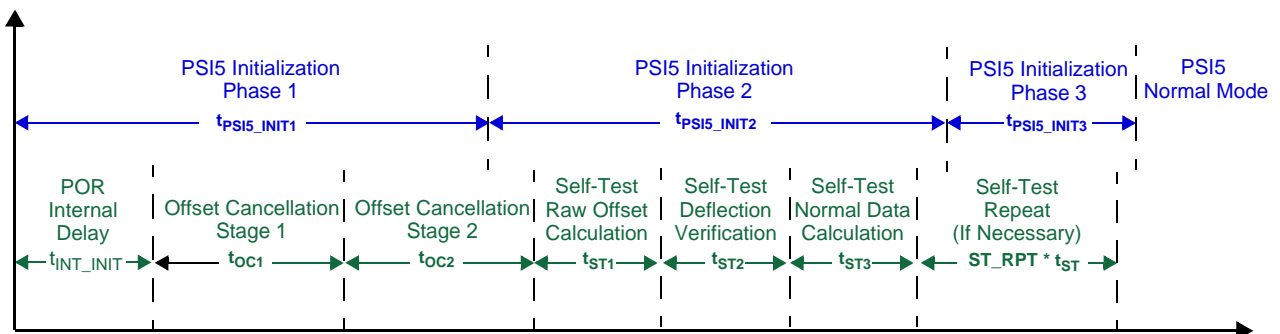 PSI5 Initialization
Phase 1
tPSI5_INIT1
PSI5 Initialization
Phase 2
tPSI5_INIT2
PSI5 Initialization
Phase 3
tPSI5_INIT3
PSI5
Normal Mode
POR
Internal
Delay
tINT_INIT
Offset Cancellation
Stage 1
tOC1
Offset Cancellation
Stage 2
tOC2
Self-Test
Raw Offset
Calculation
tST1
Self-Test
Deflection
Verification
tST2
Self-Test
Normal Data
Calculation
tST3
Self-Test
Repeat
(If Necessary)
ST_RPT * tST